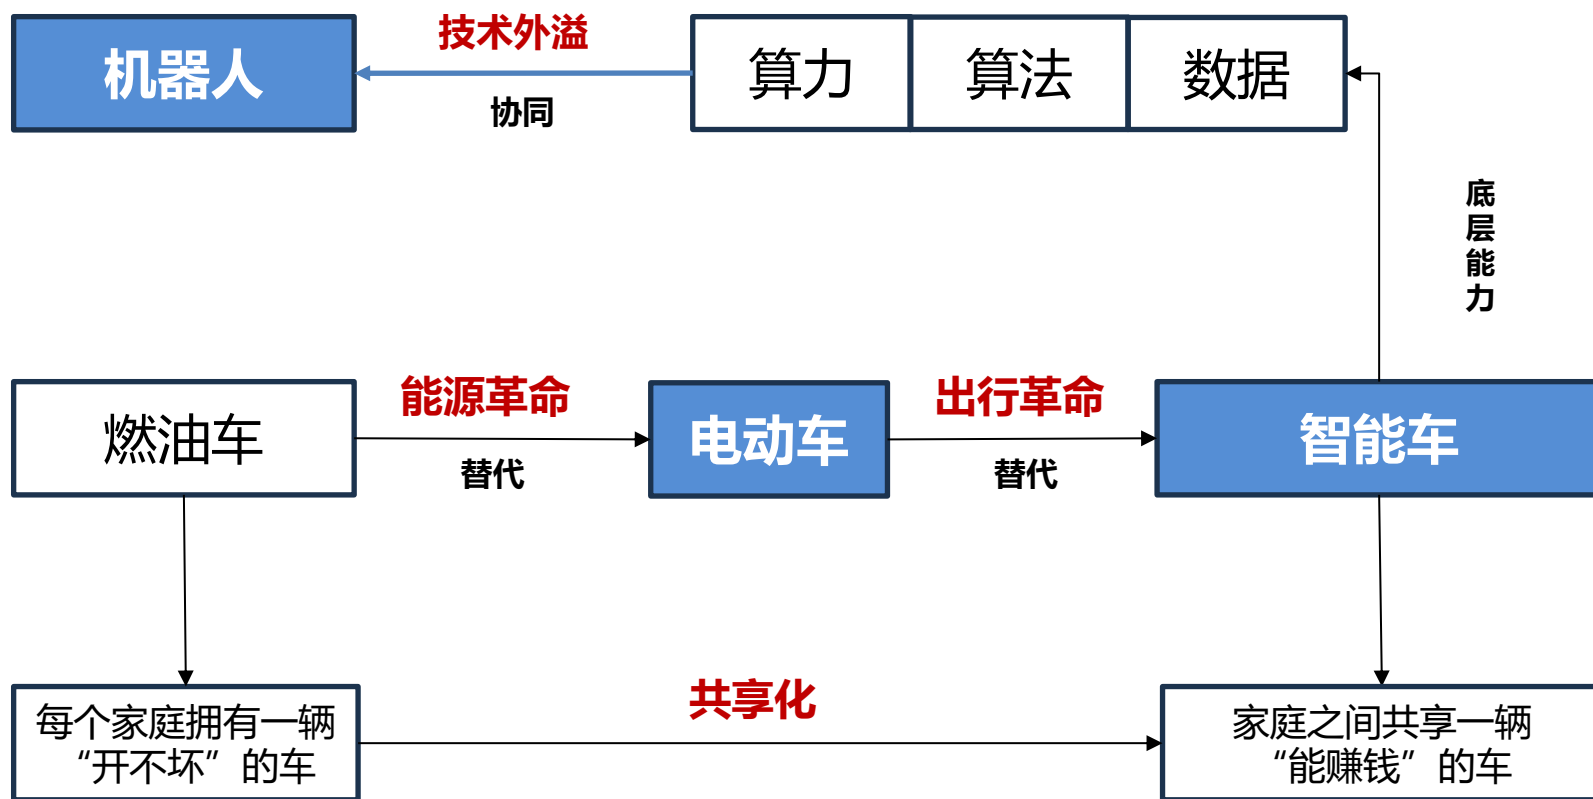 机器人
技术外溢
协同
算力
算法
数据
底层能力
燃油车
能源革命
替代
电动车
出行革命
替代
智能车
每个家庭拥有一辆
“开不坏”的车
共享化
家庭之间共享一辆
“能赚钱”的车